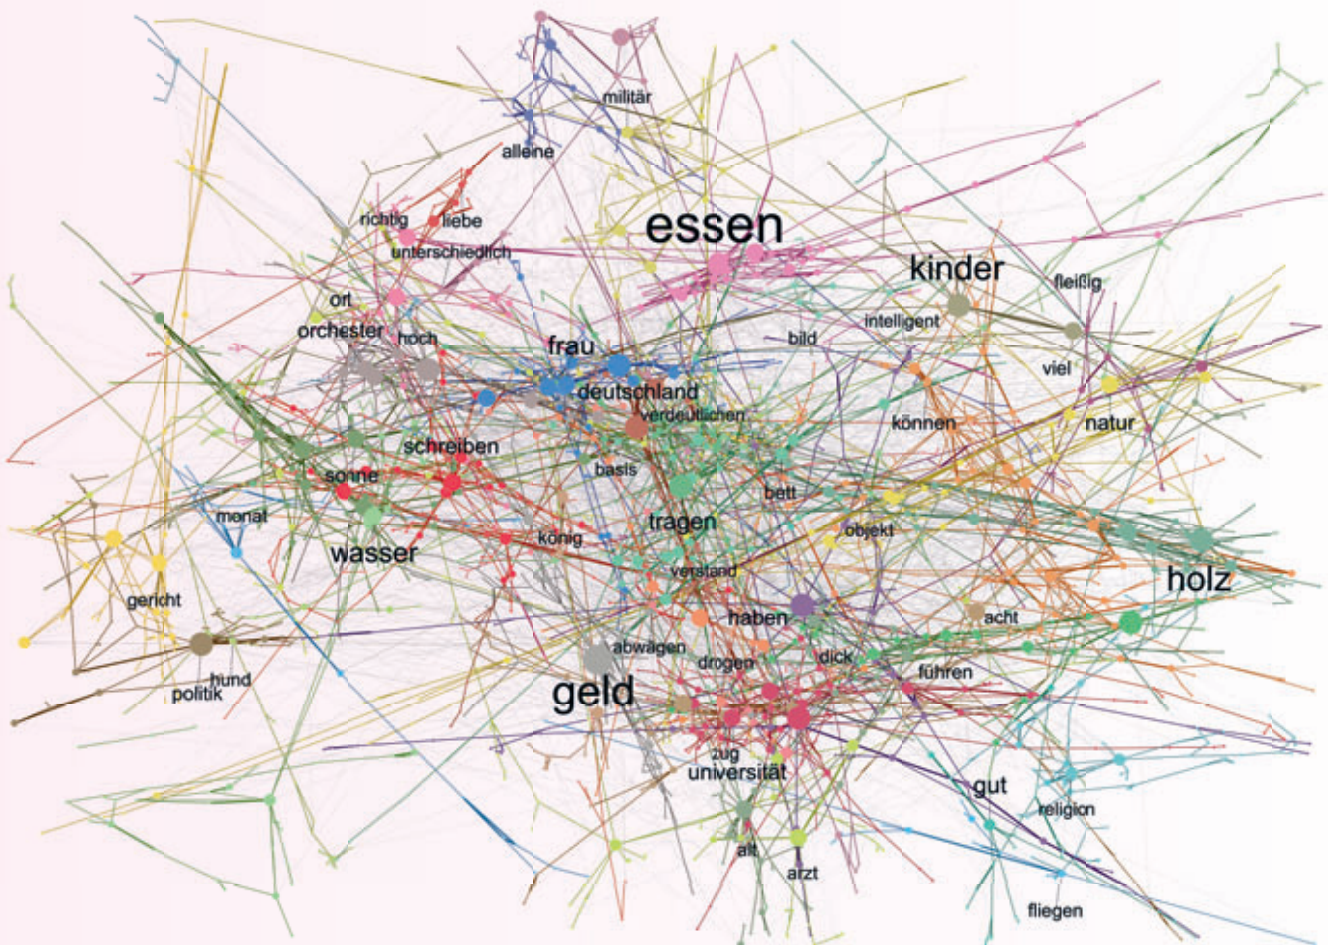 militär
alleine
richtig
liebe
essen
unterschiedlich
kinder
fleißig
ort
intelligent
orchester
hoch
bild
frau
viel
deutschland
verdeutlichen
können
natur
schreiben
basis
sonne
bett
monat
tragen
objekt
könig
wasser
verstand
holz
gericht
haben
acht
abwägen
drogen
dick
führen
hund
politik
geld
zug
universität
gut
religion
alt
arzt
fliegen